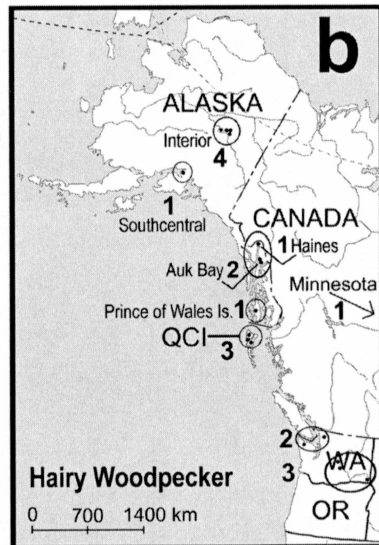 b
ALASKA
Interior
4
1
Southcentral
CANADA
1 Haines
Auk Bay 2
Minnesota
1
Prince of Wales Is. 1
QCI
3
2
WA
3
Hairy Woodpecker
OR
0 700 1400 km